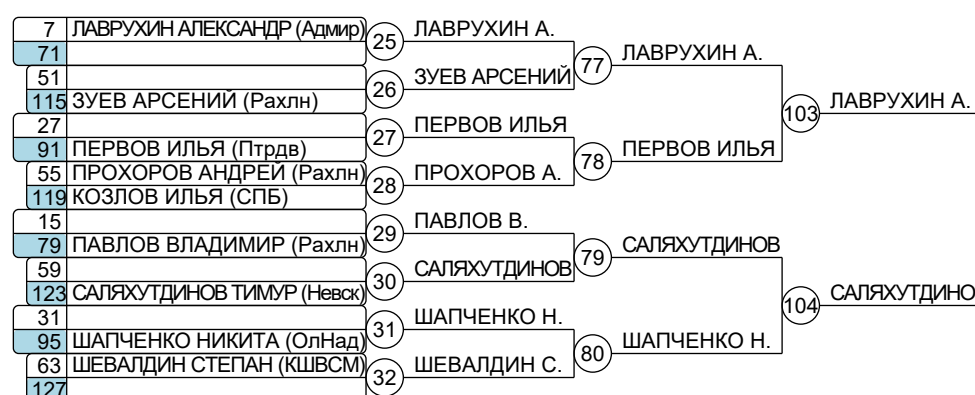 7 ЛАВРУХИН АЛЕКСАНДР (Адмир)
71
25 ЛАВРУХИН А.
51
115 ЗУЕВ АРСЕНИЙ (Рахлн)
26 ЗУЕВ АРСЕНИЙ
77 ЛАВРУХИН А.
27
91 ПЕРВОВ ИЛЬЯ (Птрдв)
27 ПЕРВОВ ИЛЬЯ
55 ПРОХОРОВ АНДРЕЙ (Рахлн)
119 КОЗЛОВ ИЛЬЯ (СПБ)
28 ПРОХОРОВ А.
78 ПЕРВОВ ИЛЬЯ
103 ЛАВРУХИН А.
15
79 ПАВЛОВ ВЛАДИМИР (Рахлн)
29 ПАВЛОВ В.
59
123 САЛЯХУТДИНОВ ТИМУР (Невск)
30 САЛЯХУТДИНОВ
79 САЛЯХУТДИНОВ
31
95 ШАПЧЕНКО НИКИТА (ОлНад)
31 ШАПЧЕНКО Н.
63 ШЕВАЛДИН СТЕПАН (КШВСМ)
127
32 ШЕВАЛДИН С.
80 ШАПЧЕНКО Н.
104 САЛЯХУТДИНО